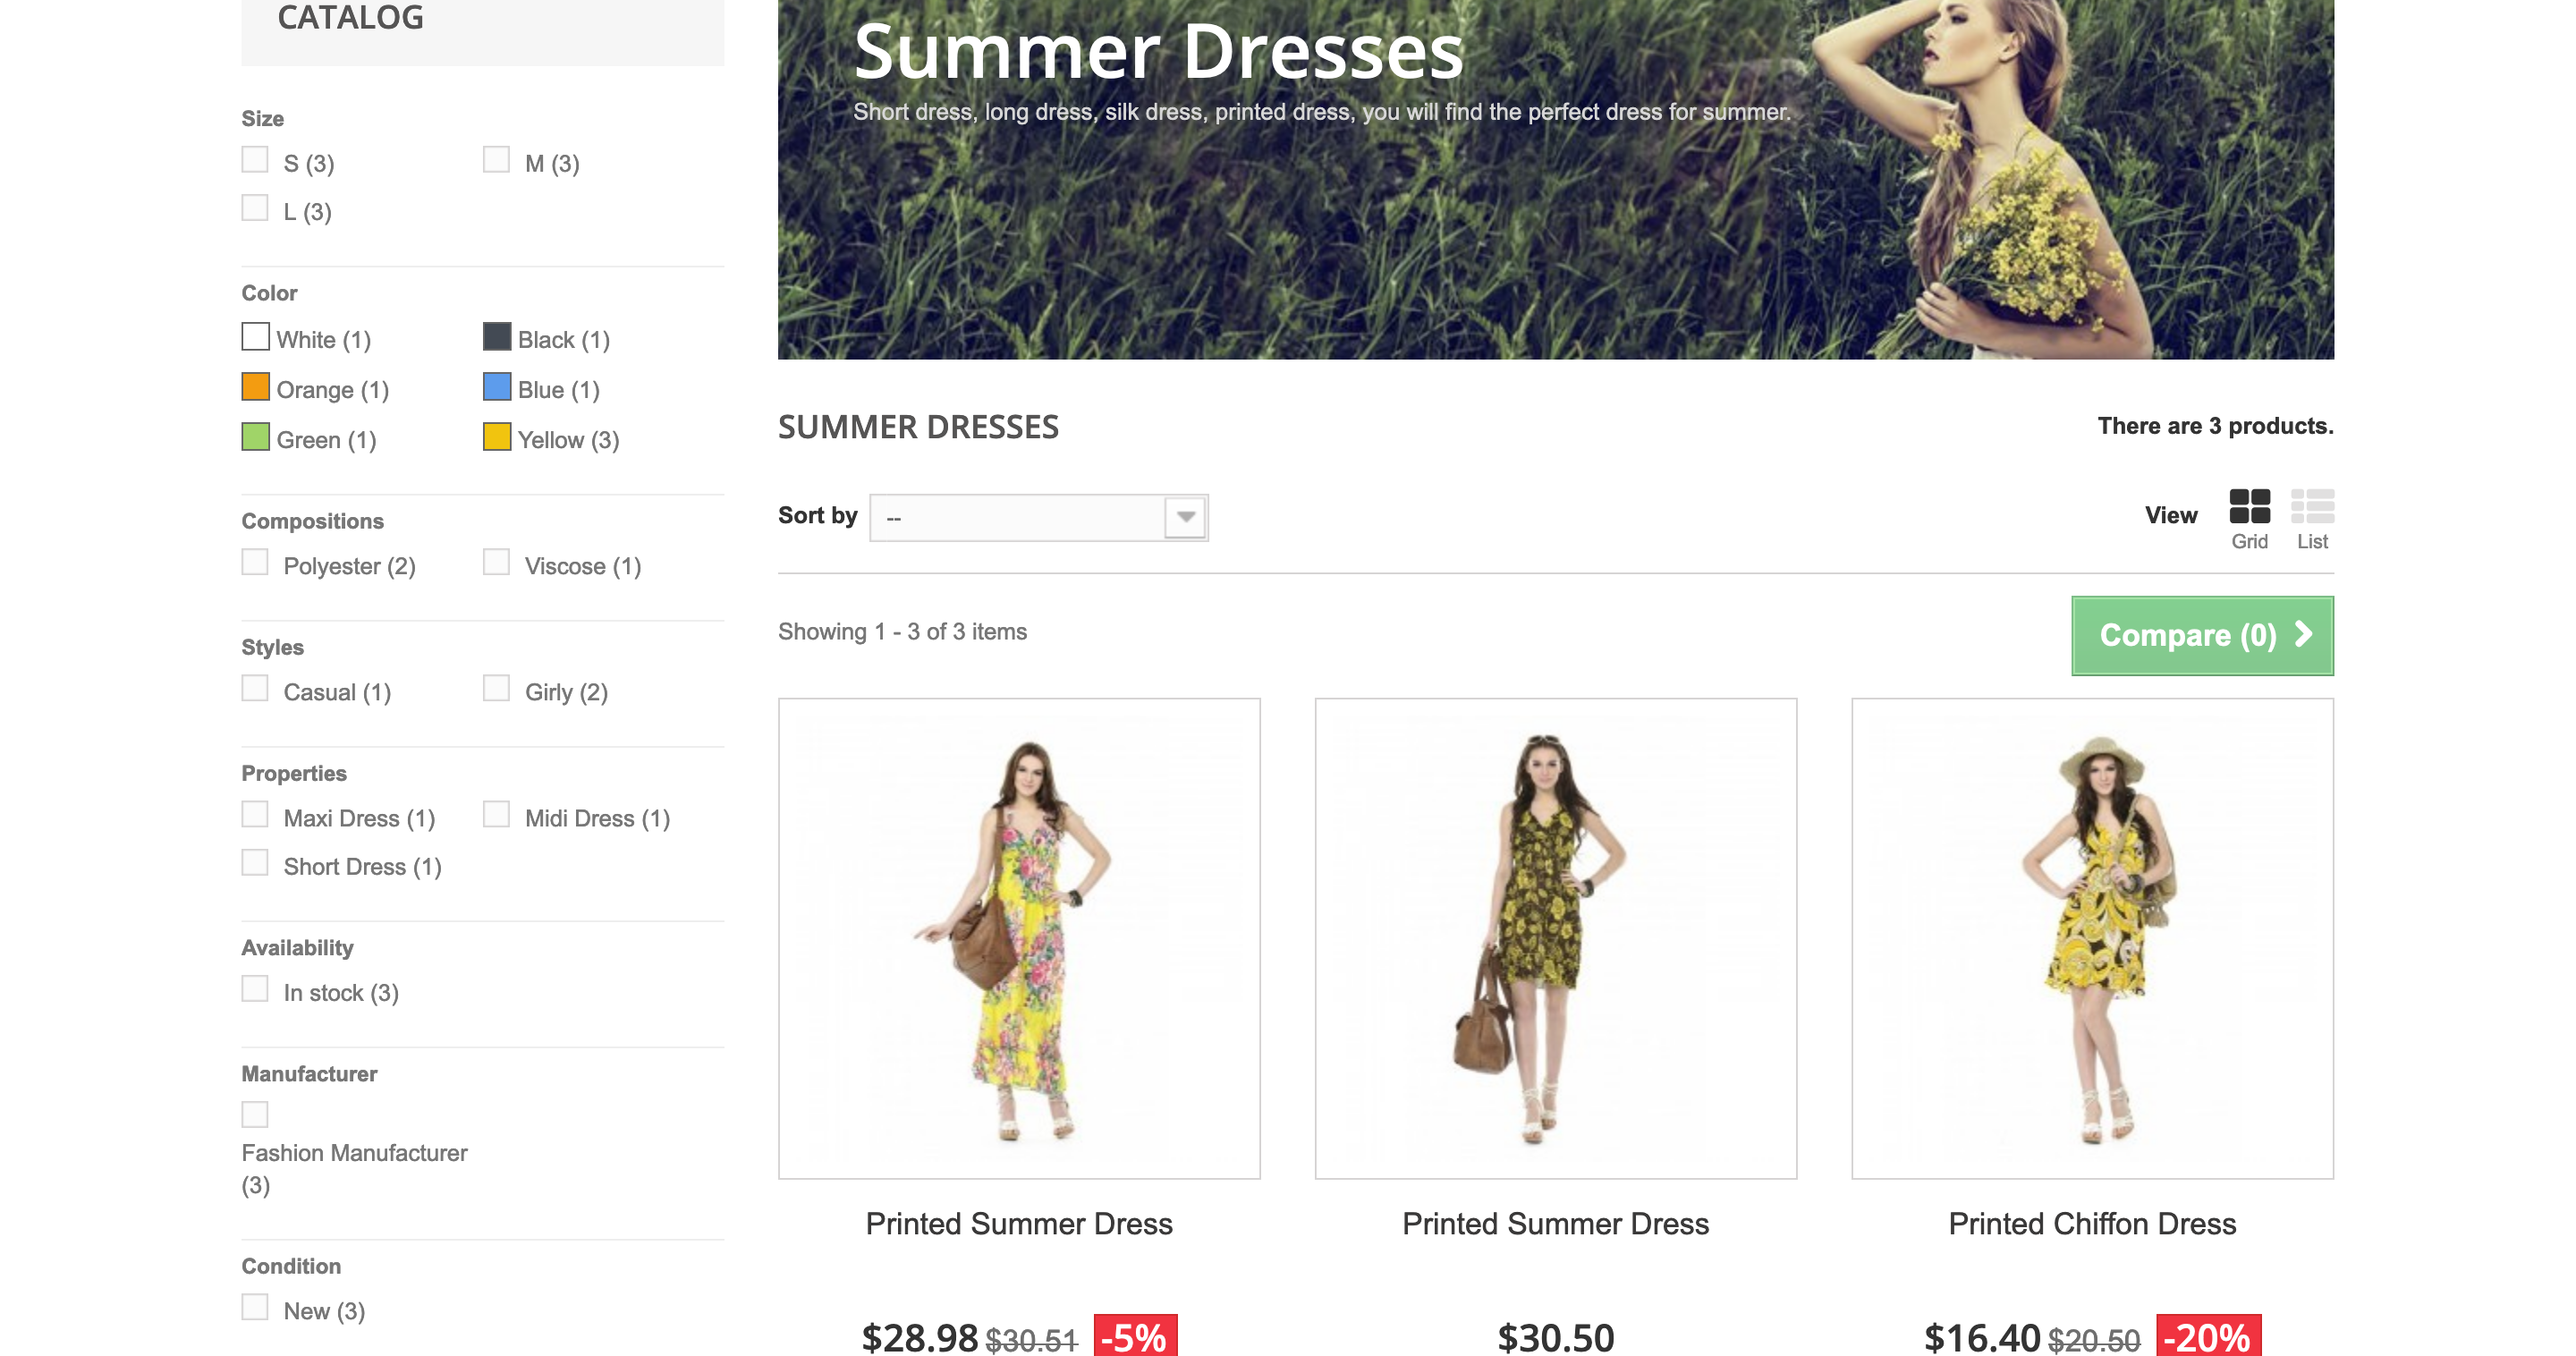 CATALOG
Size
S (3)
M (3)
L (3)
Color
White (1)
Black (1)
Orange (1)
Blue (1)
Green (1)
Yellow (3)
Compositions
Polyester (2)
Viscose (1)
Styles
Casual (1)
Girly (2)
Properties
Maxi Dress (1)
Midi Dress (1)
Short Dress (1)
Availability
In stock (3)
Manufacturer
Fashion Manufacturer
(3)
Condition
New (3)
Summer Dresses
Short dress, long dress, silk dress, printed dress, you will find the perfect dress for summer.
SUMMER DRESSES
There are 3 products.
Sort by
--
View
Grid
List
Showing 1 - 3 of 3 items
Compare (0)
Printed Summer Dress
$28.98 $30.51 -5%
Printed Summer Dress
$30.50
Printed Chiffon Dress
$16.40 $20.50 -20%